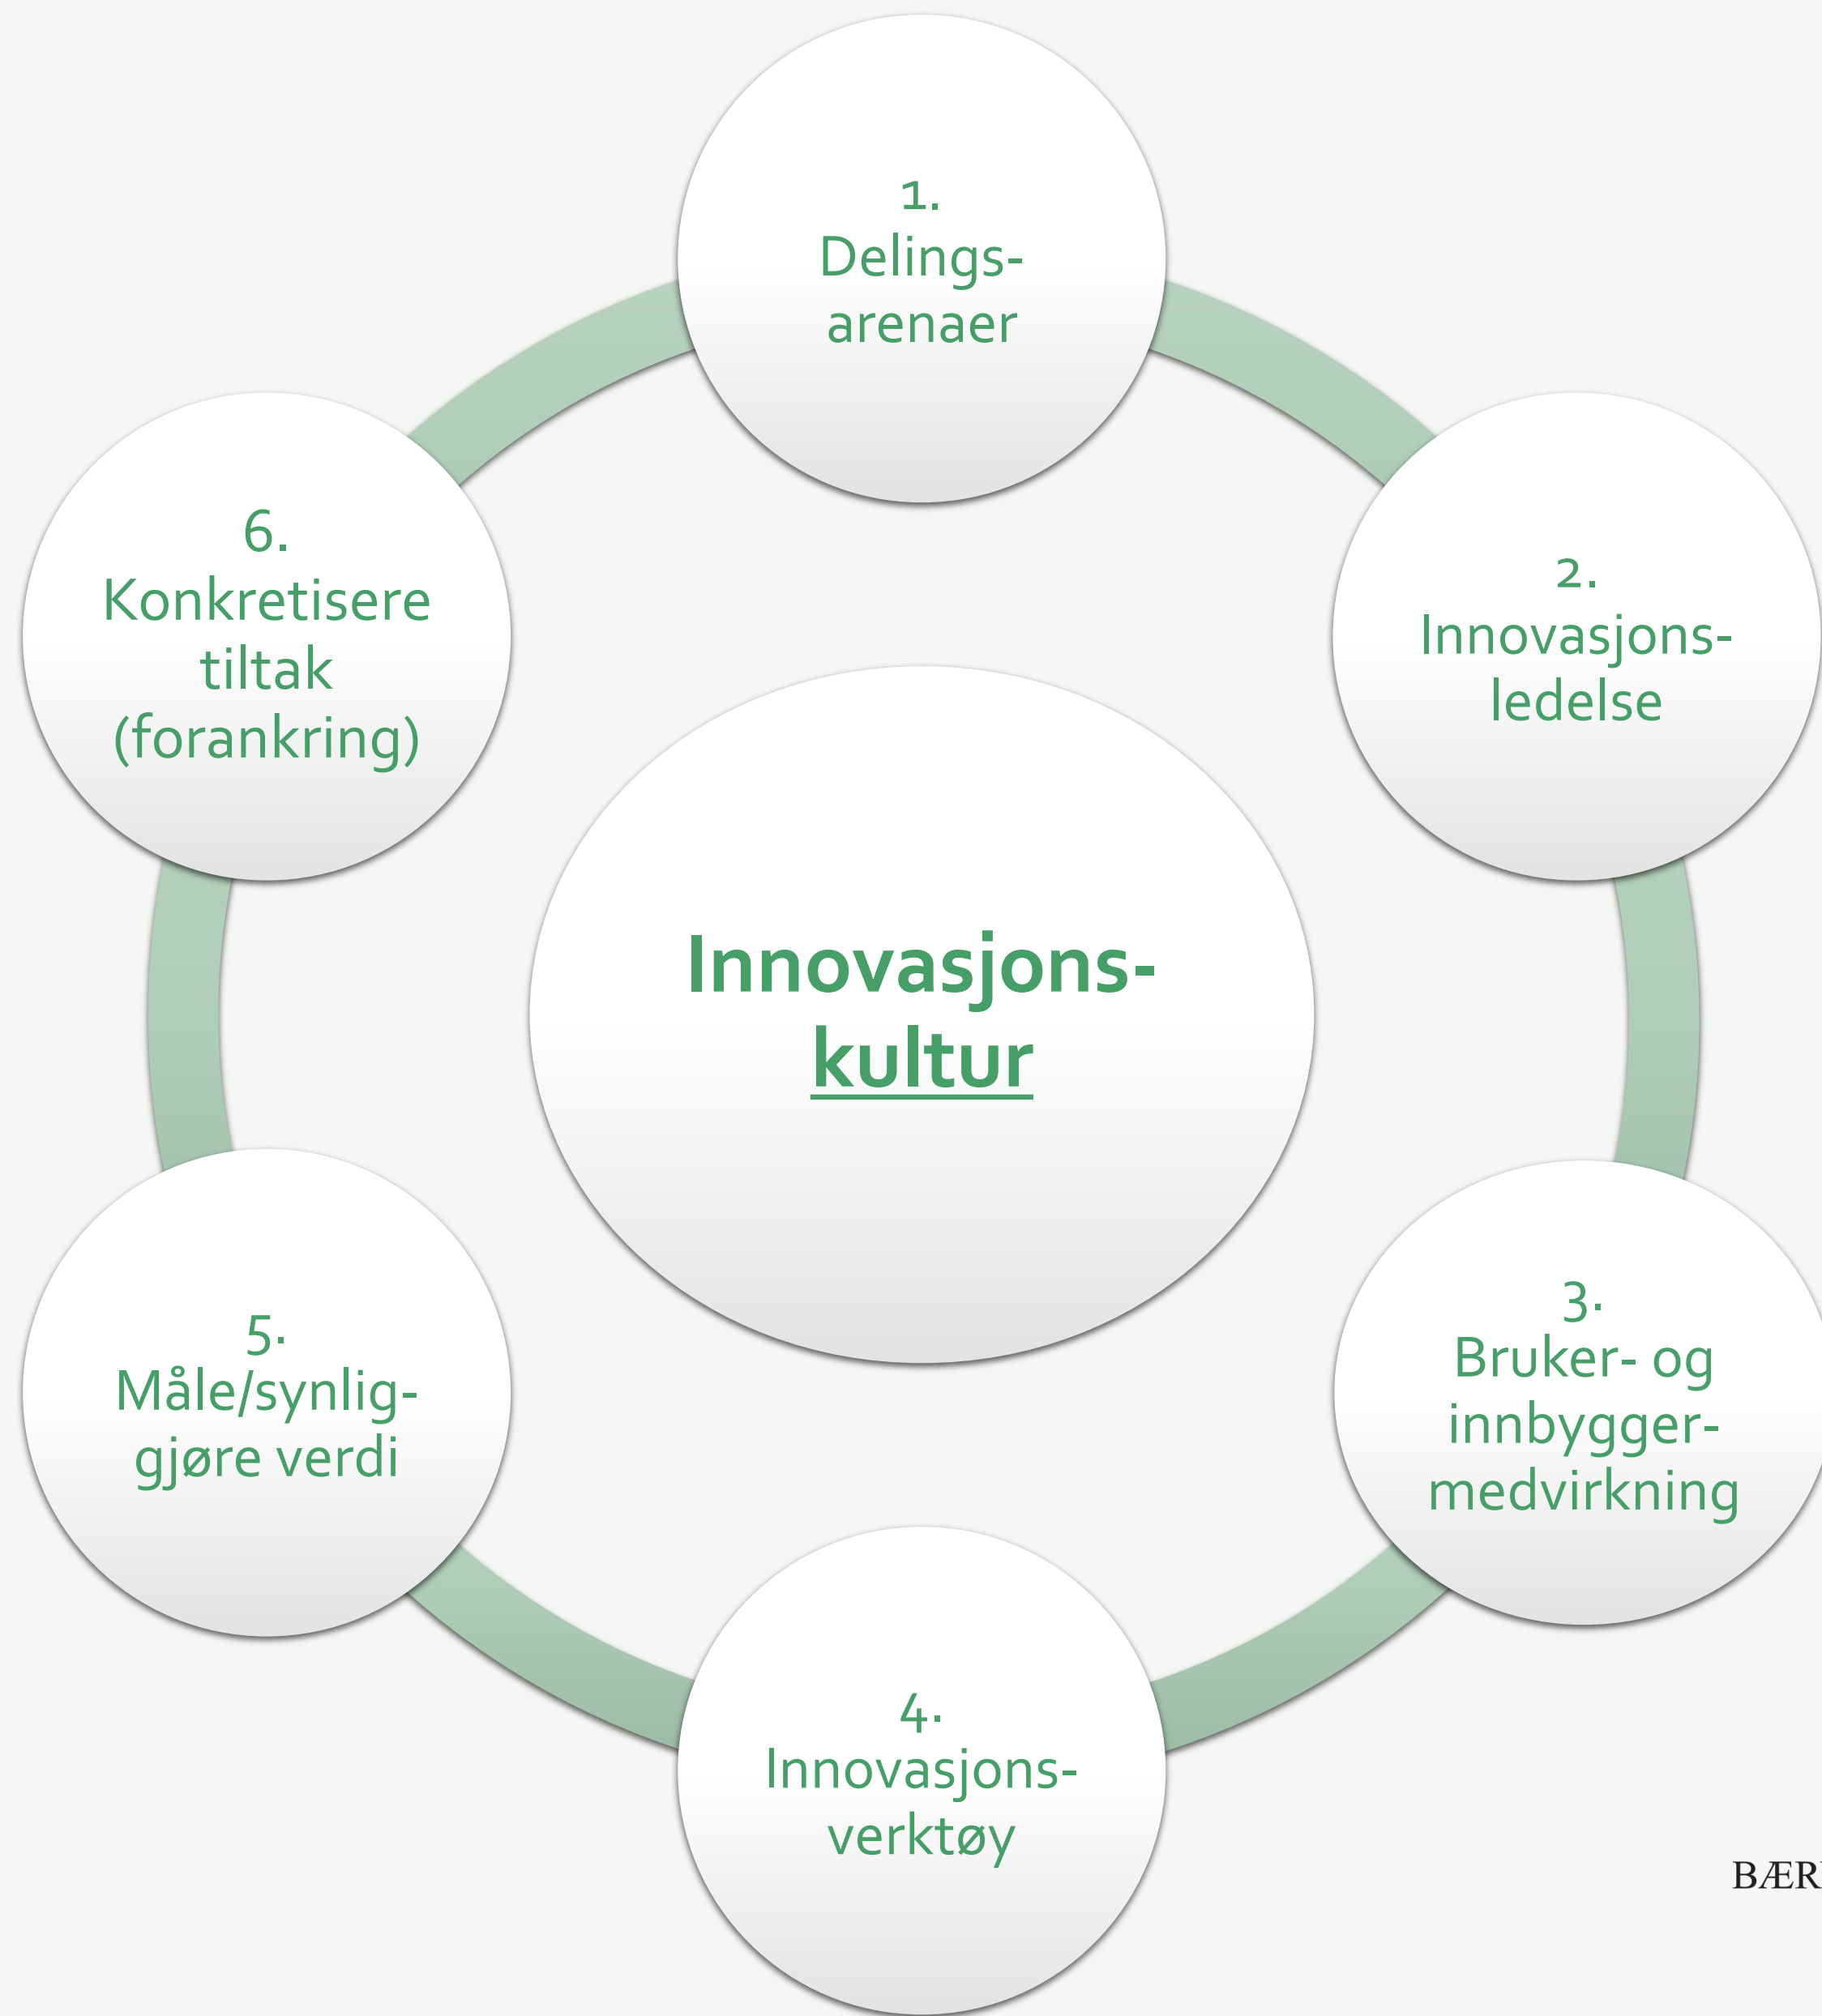 1.
Delings-
arenaer
2.
Innovasjons-
ledelse
3.
Bruker- og
innbygger-
medvirkning
4.
Innovasjons-
verktøy
5.
Måle/synlig-
gjøre verdi
6.
Konkretisere
tiltak
(forankring)
Innovasjons-
kultur